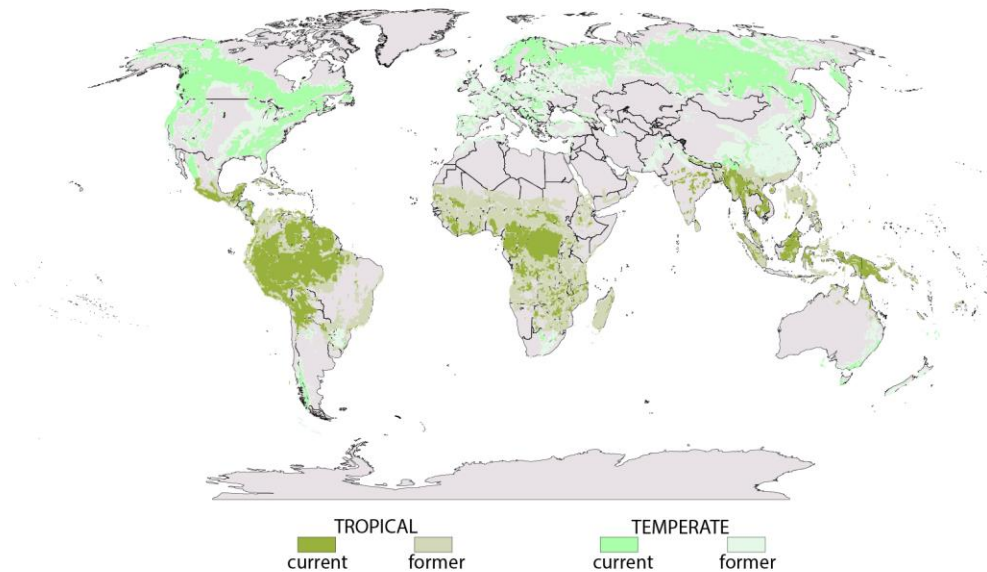 TROPICAL
TEMPERATE
current
former
current
former